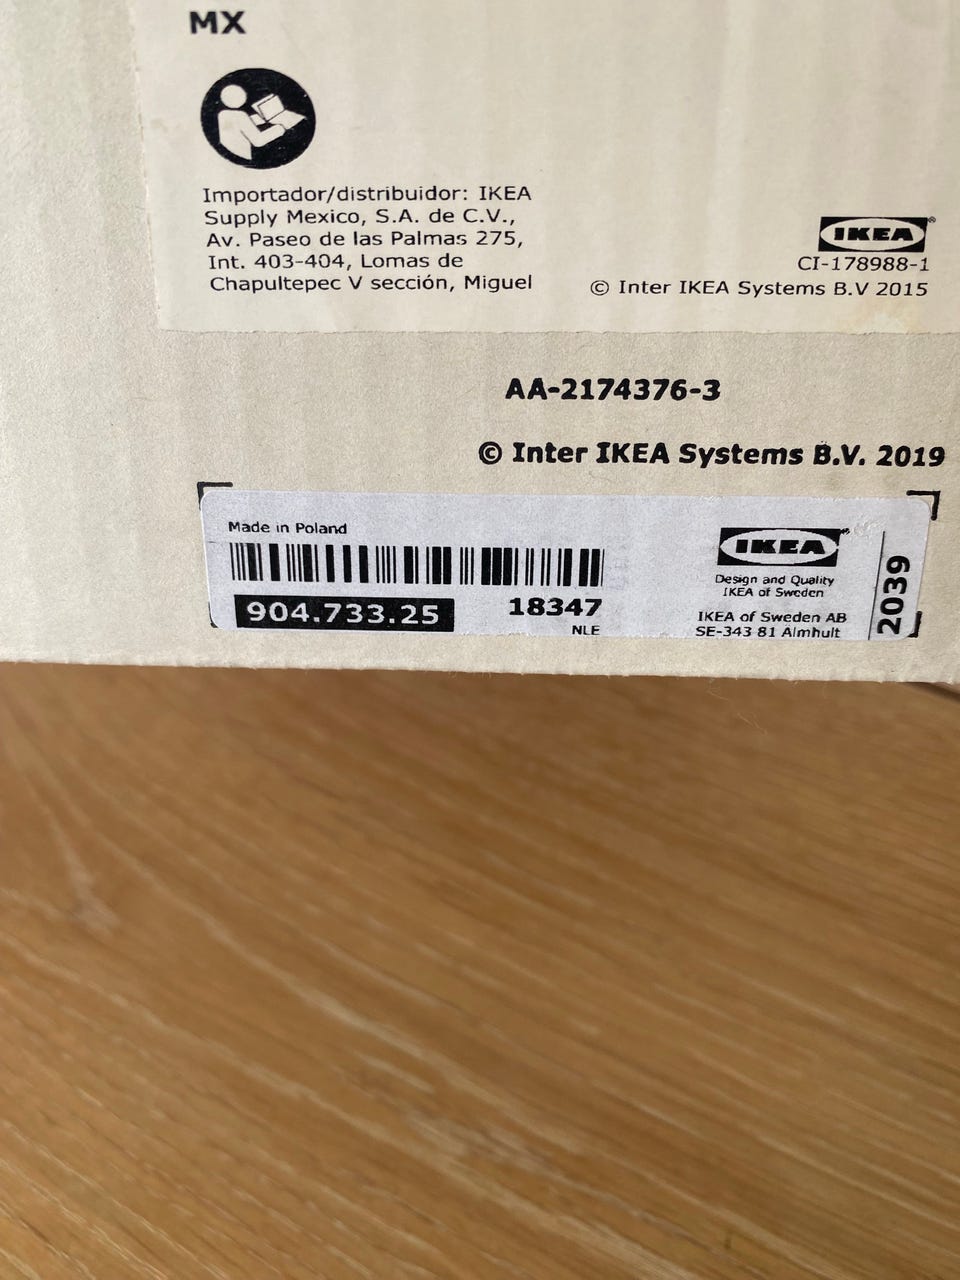 MX
Importador/distribuidor: IKEA
Supply Mexico, S.A. de C.V.,
Av. Paseo de las Palmas 275,
Int. 403-404, Lomas de
Chapultepec V sección, Miguel
IKEA®
CI-178988-1
© Inter IKEA Systems B.V 2015
AA-2174376-3
© Inter IKEA Systems B.V. 2019
Made in Poland
904.733.25
18347
NLE
IKEA®
Design and Quality
IKEA of Sweden
IKEA of Sweden AB
SE-343 81 Älmhult
2039